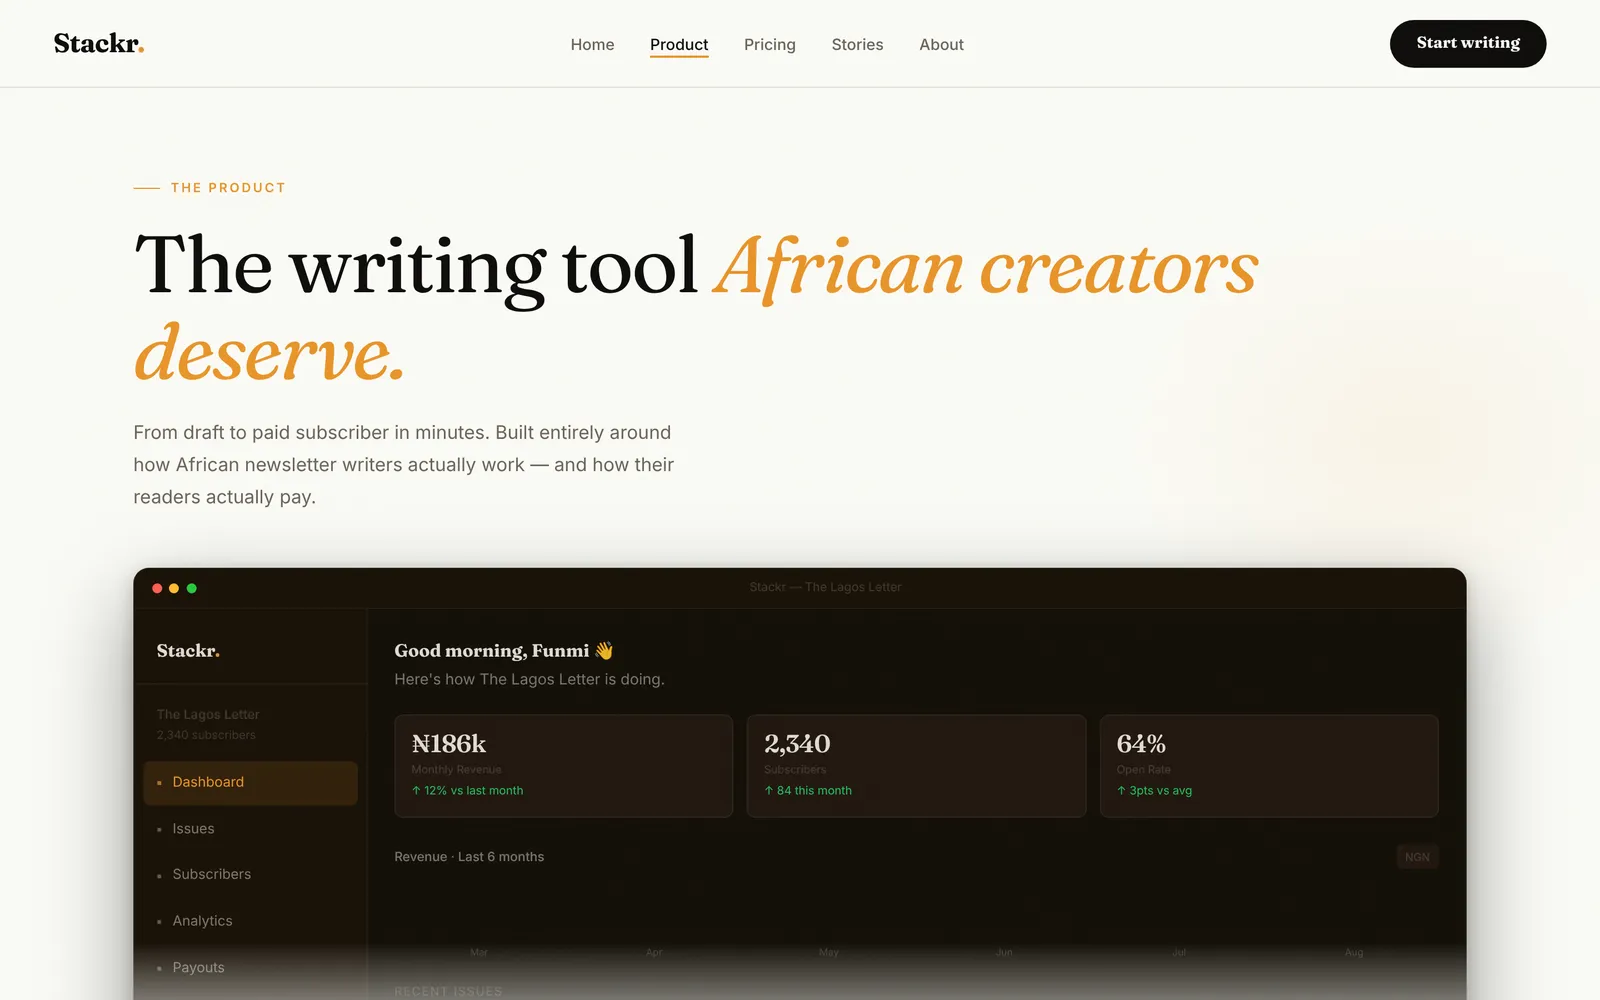 Stackr.
Home Product Pricing Stories About
Start writing
THE PRODUCT
The writing tool African creators
deserve.
From draft to paid subscriber in minutes. Built entirely around
how African newsletter writers actually work — and how their
readers actually pay.
Stackr — The Lagos Letter
Stackr.
The Lagos Letter
2,340 subscribers
Dashboard
Issues
Subscribers
Analytics
Payouts
Good morning, Funmi 👋
Here's how The Lagos Letter is doing.
₦186k
Monthly Revenue
↑ 12% vs last month
2,340
Subscribers
↑ 84 this month
64%
Open Rate
↑ 3pts vs avg
Revenue · Last 6 months
NGN
Mar Apr May Jun Jul Aug
RECENT ISSUES